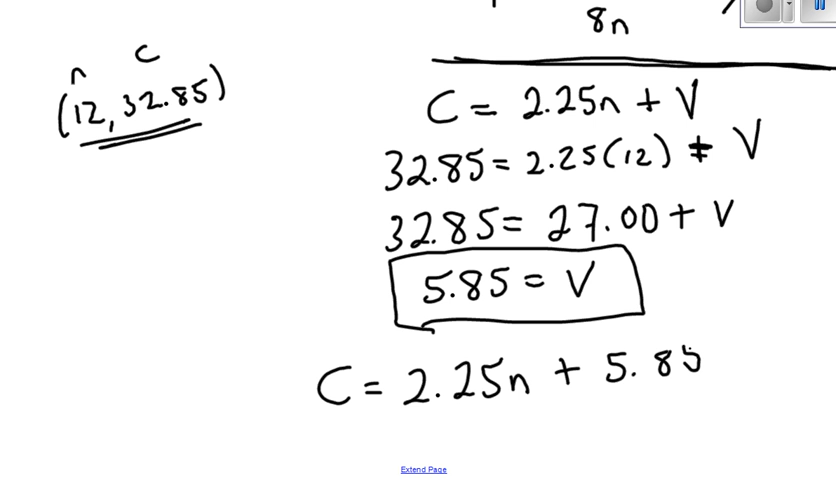 8n
n c
(12, 32.85)
C = 2.25n + V
32.85 = 2.25(12) + V
32.85 = 27.00 + V
5.85 = V
C = 2.25n + 5.85
Extend Page